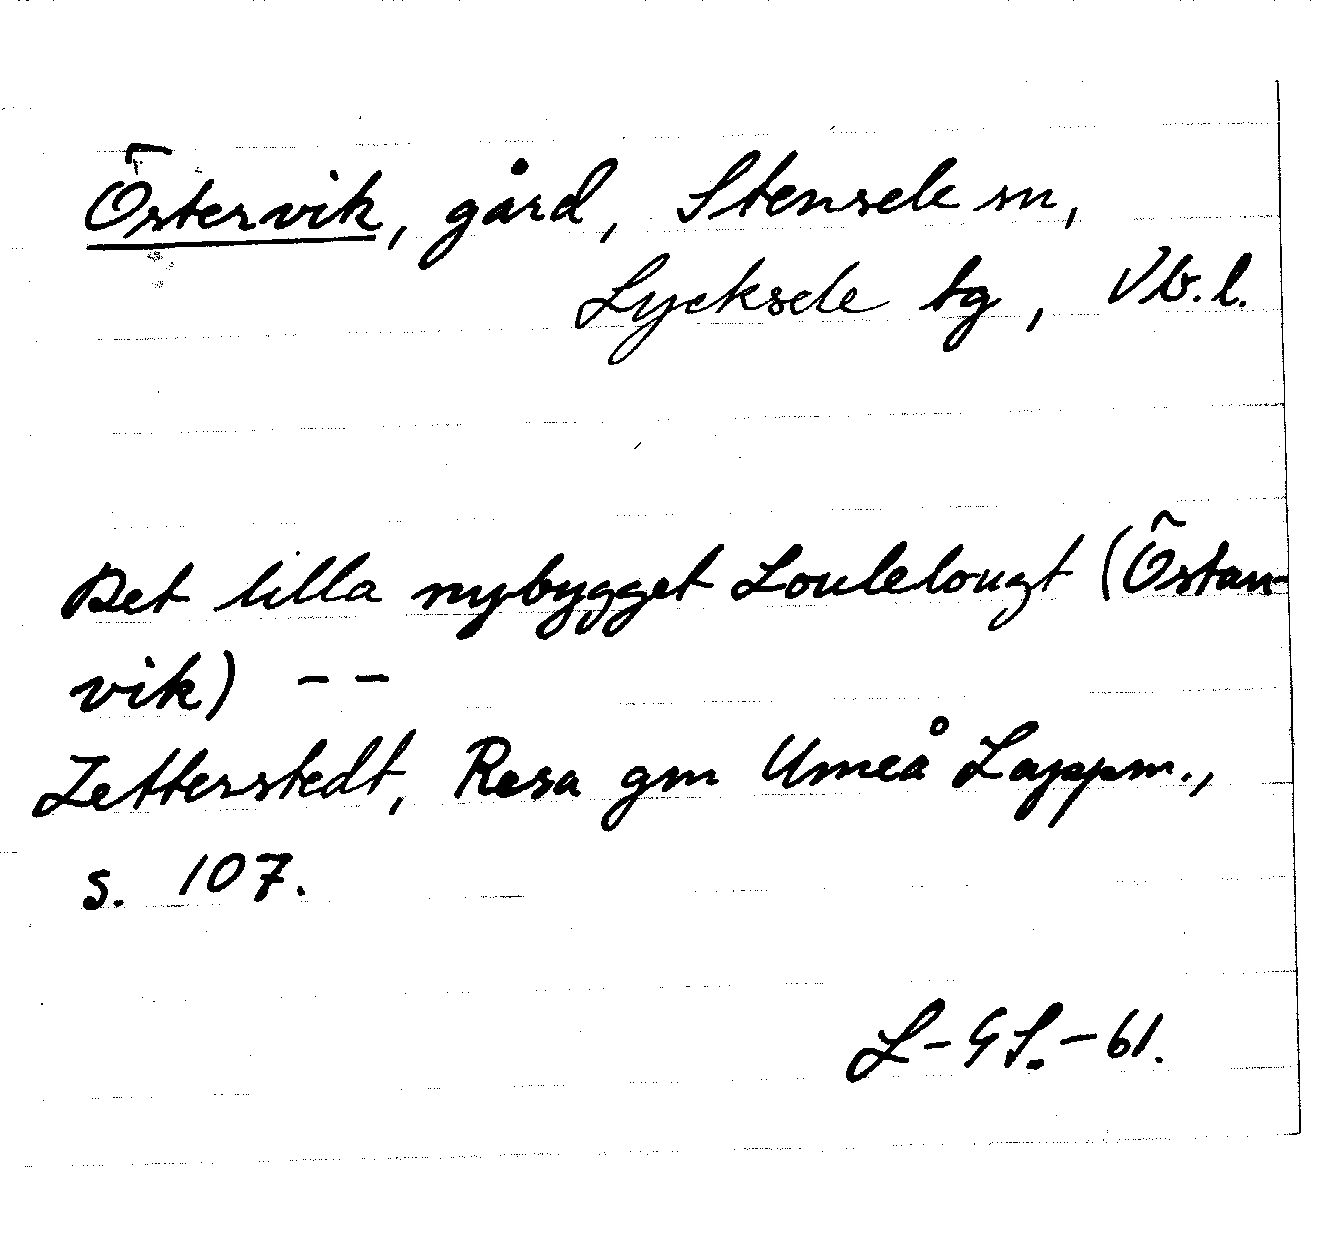 Östervik, gård, Stensele sn,
Lycksele tg, Vb. l.
Det lilla nybygget Loulelougt (Östan-
vik) - -
Zetterstedt, Resa gm Umeå Lappm.,
s. 107.
L-GS.-61.